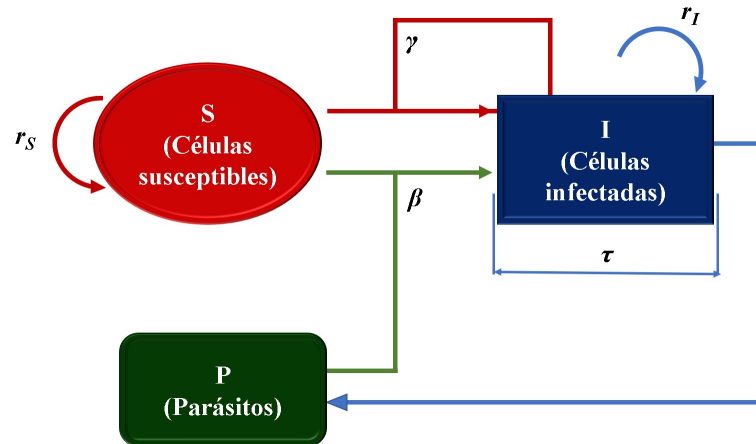 γ
r_I
r_S
S
(Células
susceptibles)
I
(Células
infectadas)
β
τ
P
(Parásitos)